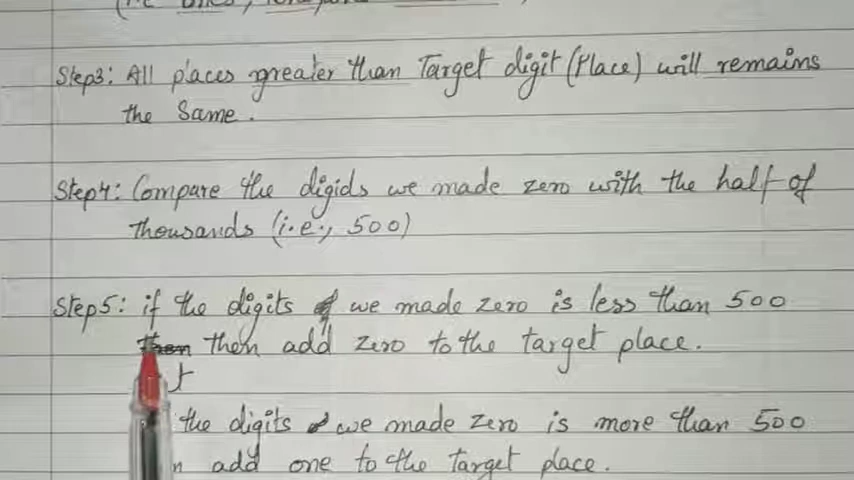 Step3: All places greater than Target digit (Place) will remains
the Same.
Step4: Compare the digids we made zero with the half of
thousands (i.e., 500)
Step5: if the digits we made zero is less than 500
then add zero to the target place.
the digits we made zero is more than 500
add one to the target place.